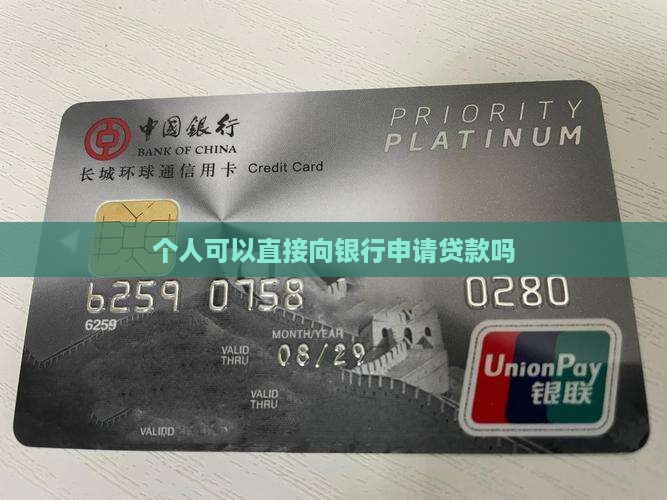 中国銀行
BANK OF CHINA
长城环球通信用卡 Credit Card
PRIORITY
PLATINUM
个人可以直接向银行申请贷款吗
6259 0758 0280
6259
MONTH/YEAR
VALID
THRU
08/29
VALID
THRU
VALID
UnionPay
银联